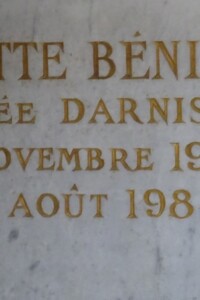 TTE BÉNI
ÉE DARNIS
OVEMBRE 19
AOÛT 198